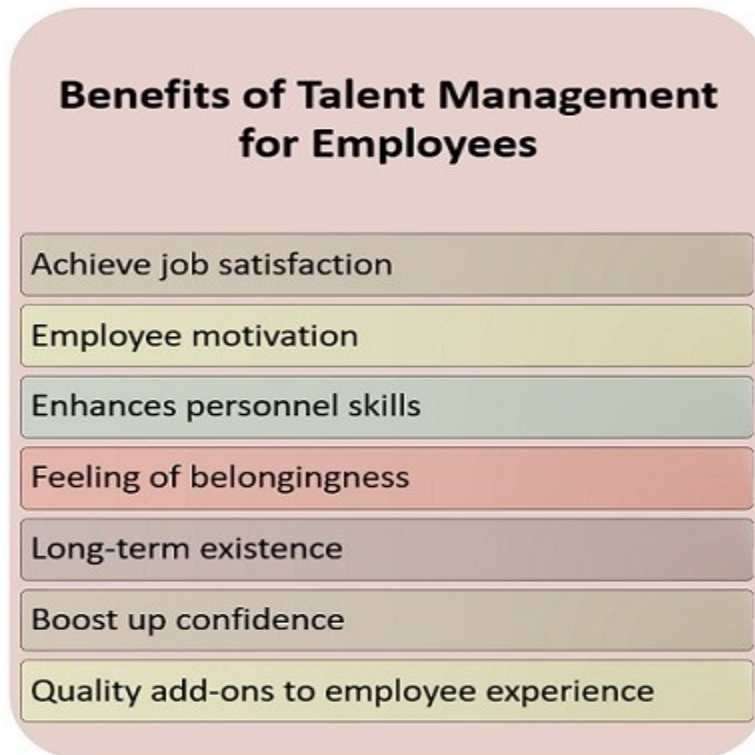 Benefits of Talent Management
for Employees
Achieve job satisfaction
Employee motivation
Enhances personnel skills
Feeling of belongingness
Long-term existence
Boost up confidence
Quality add-ons to employee experience